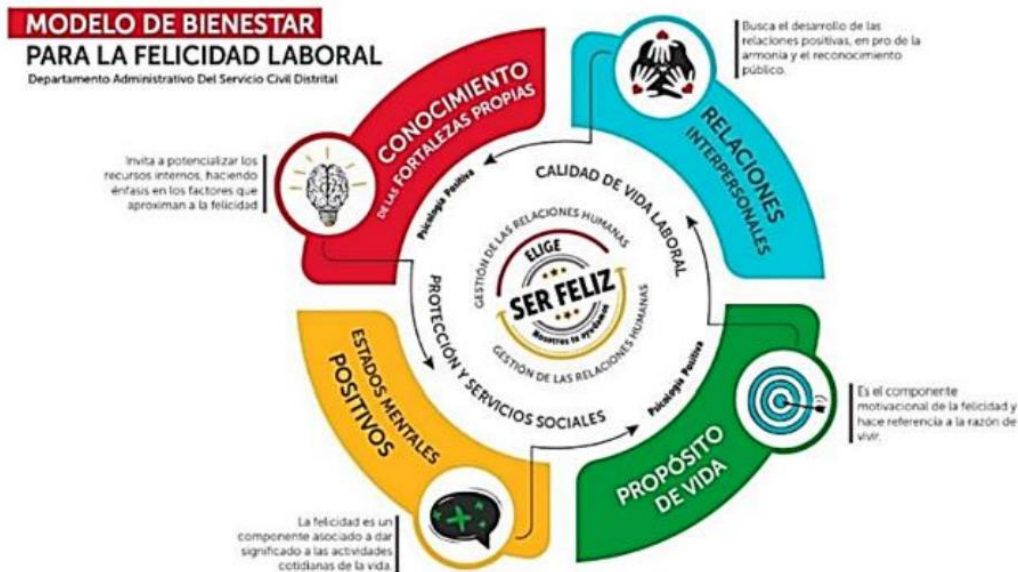 MODELO DE BIENESTAR
PARA LA FELICIDAD LABORAL
Departamento Administrativo Del Servicio Civil Distrital
CONOCIMIENTO
DE LAS FORTALEZAS PROPIAS
Invita a potencializar los
recursos internos, haciendo
énfasis en los factores que
aproximan a la felicidad
RELACIONES
INTERPERSONALES
Busca el desarrollo de las
relaciones positivas, en pro de la
armonía y el reconocimiento
público.
Psicología Positiva
CALIDAD DE VIDA LABORAL
GESTIÓN DE LAS RELACIONES HUMANAS
ELIGE
SER FELIZ
Nosotros te ayudamos
GESTIÓN DE LAS RELACIONES HUMANAS
PROTECCIÓN Y SERVICIOS SOCIALES
Psicología Positiva
ESTADOS MENTALES
POSITIVOS
La felicidad es un
componente asociado a dar
significado a las actividades
cotidianas de la vida.
PROPÓSITO
DE VIDA
Es el componente
motivacional de la felicidad y
hace referencia a la razón de
vivir.